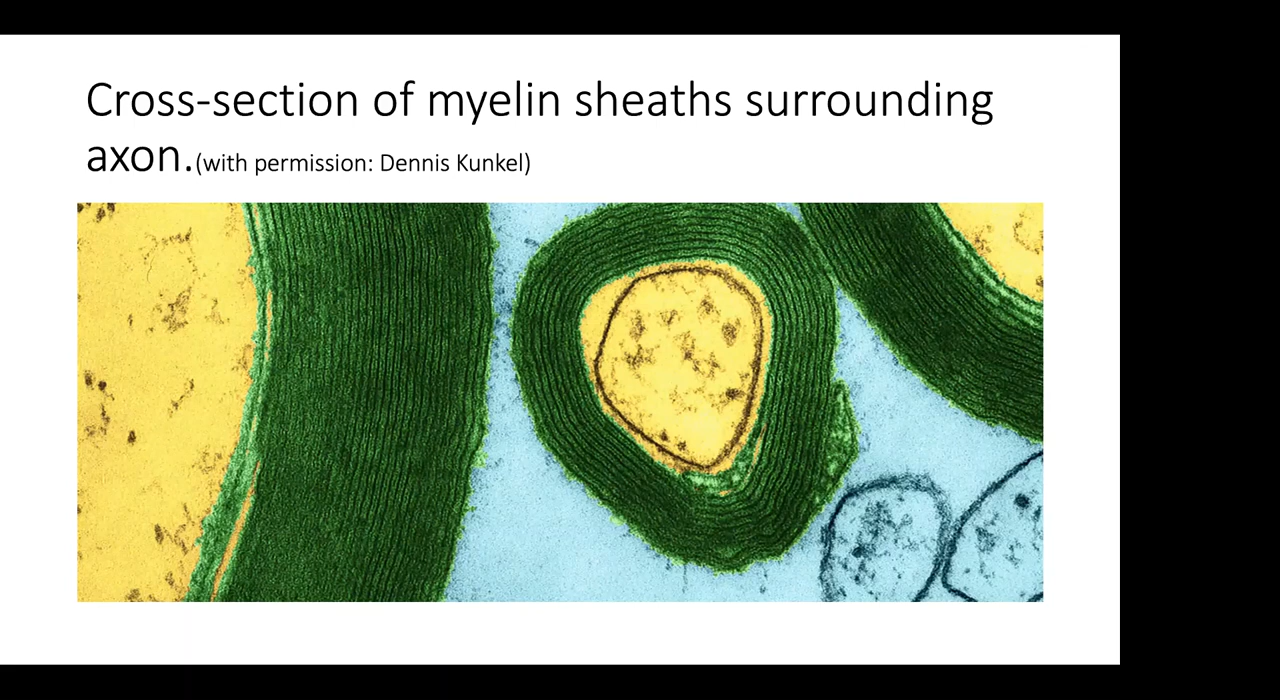 Cross-section of myelin sheaths surrounding
axon.(with permission: Dennis Kunkel)